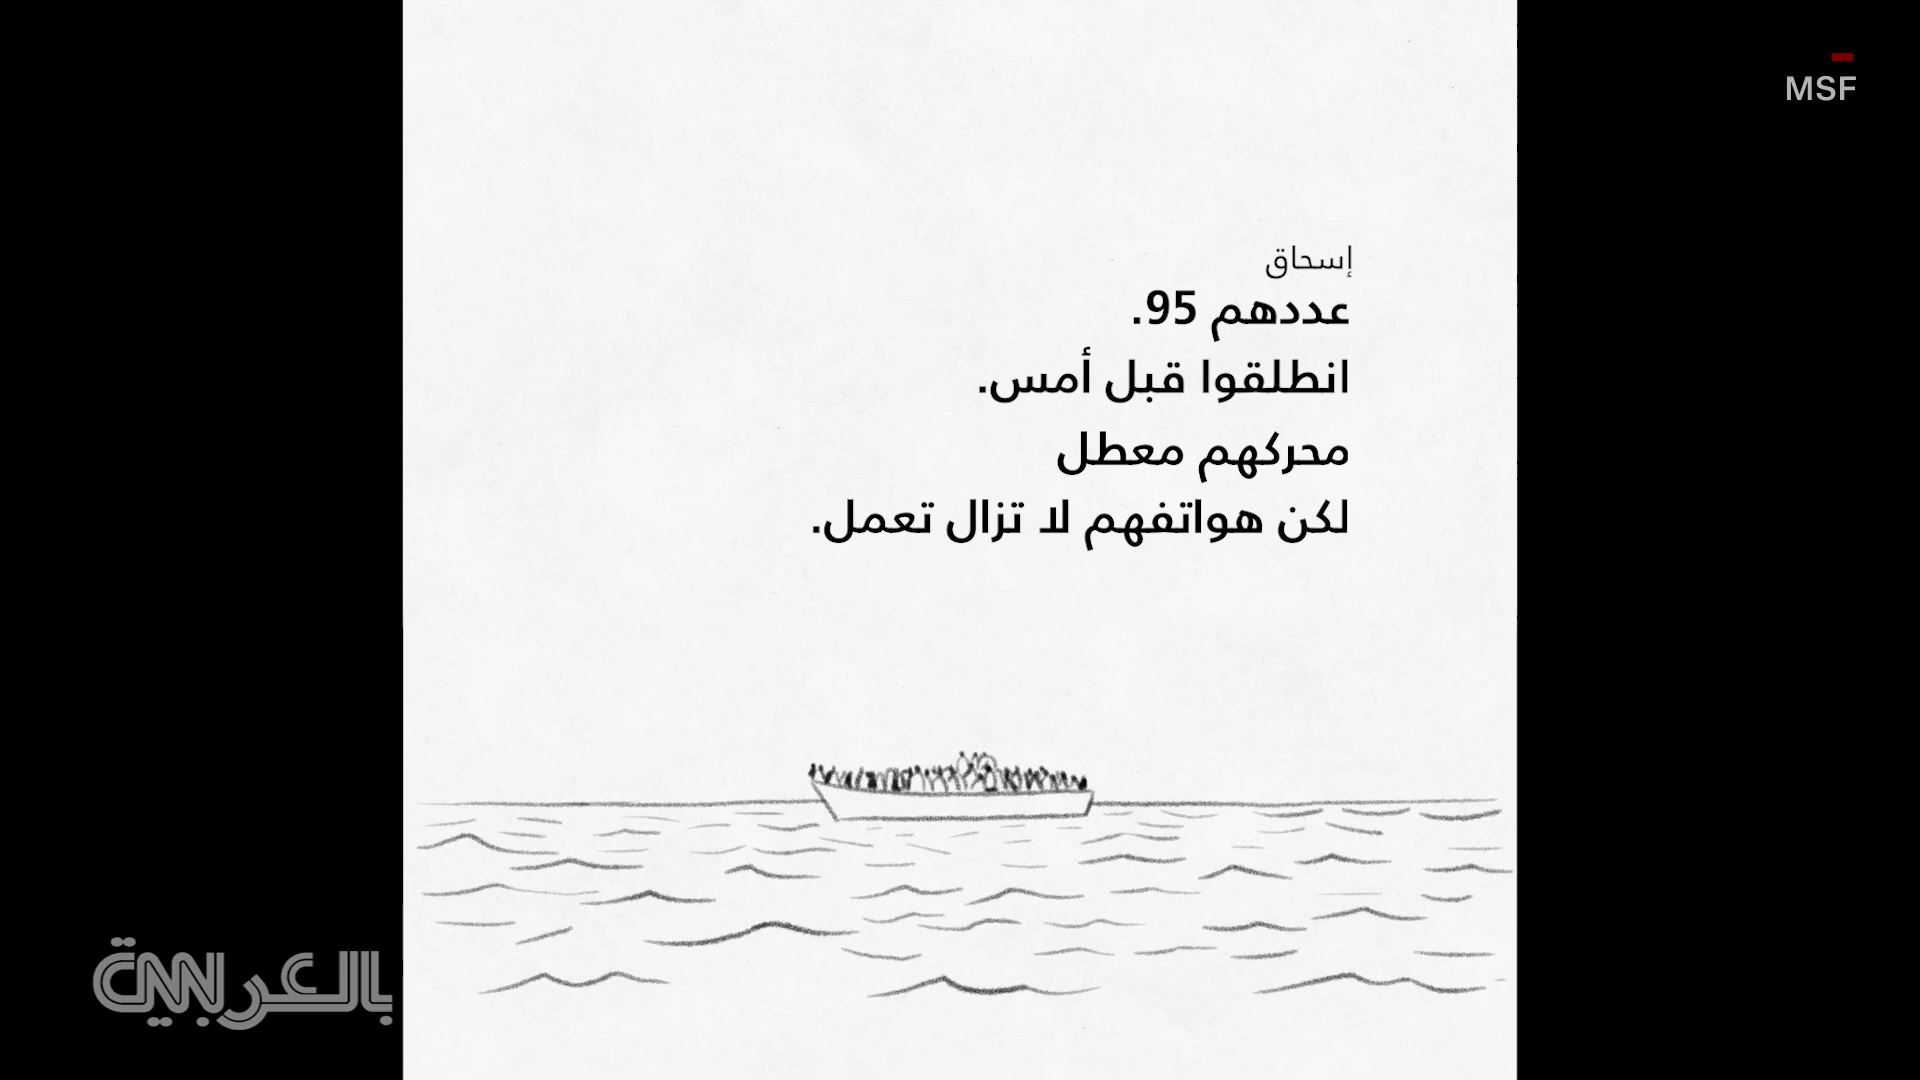 MSF
إسحاق
عددهم 95.
انطلقوا قبل أمس.
محركهم معطل
لكن هواتفهم لا تزال تعمل.
CNN بالعربية